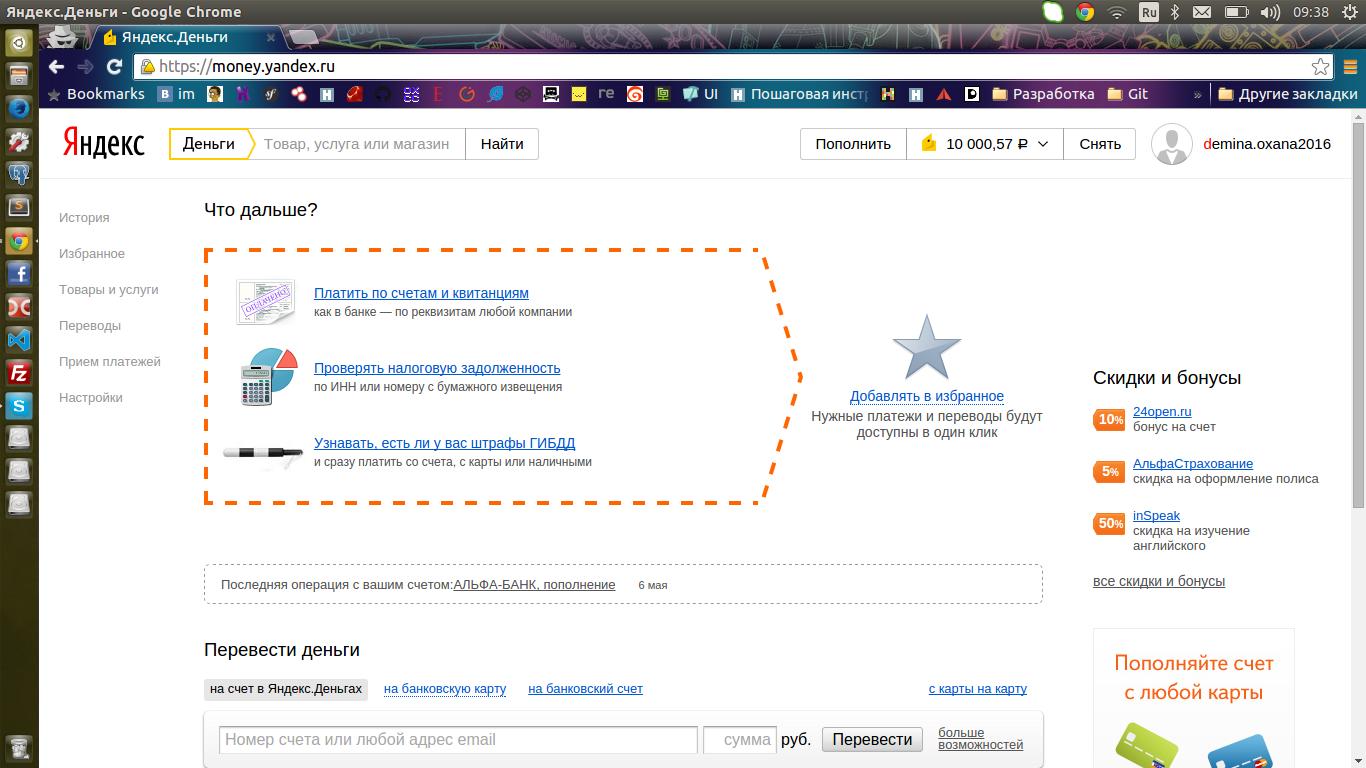 Яндекс.Деньги - Google Chrome
Ru
09:38
Яндекс.Деньги
https://money.yandex.ru
Bookmarks
im
UI
Пошаговая инст
Разработка
Git
» Другие закладки
Яндекс
Деньги
Товар, услуга или магазин
Найти
Пополнить
10 000,57 ₽
Снять
demina.oxana2016
История
Избранное
Товары и услуги
Переводы
Прием платежей
Настройки
Что дальше?
ОПЛАЧЕНО
Платить по счетам и квитанциям
как в банке — по реквизитам любой компании
Проверять налоговую задолженность
по ИНН или номеру с бумажного извещения
Узнавать, есть ли у вас штрафы ГИБДД
и сразу платить со счета, с карты или наличными
Добавлять в избранное
Нужные платежи и переводы будут
доступны в один клик
Скидки и бонусы
10% 24open.ru
бонус на счет
5% АльфаСтрахование
скидка на оформление полиса
50% inSpeak
скидка на изучение
английского
все скидки и бонусы
Последняя операция с вашим счетом:АЛЬФА-БАНК, пополнение 6 мая
Перевести деньги
на счет в Яндекс.Деньгах
на банковскую карту
на банковский счет
с карты на карту
Номер счета или любой адрес email
сумма
руб.
Перевести
больше
возможностей
Пополняйте счет
с любой карты